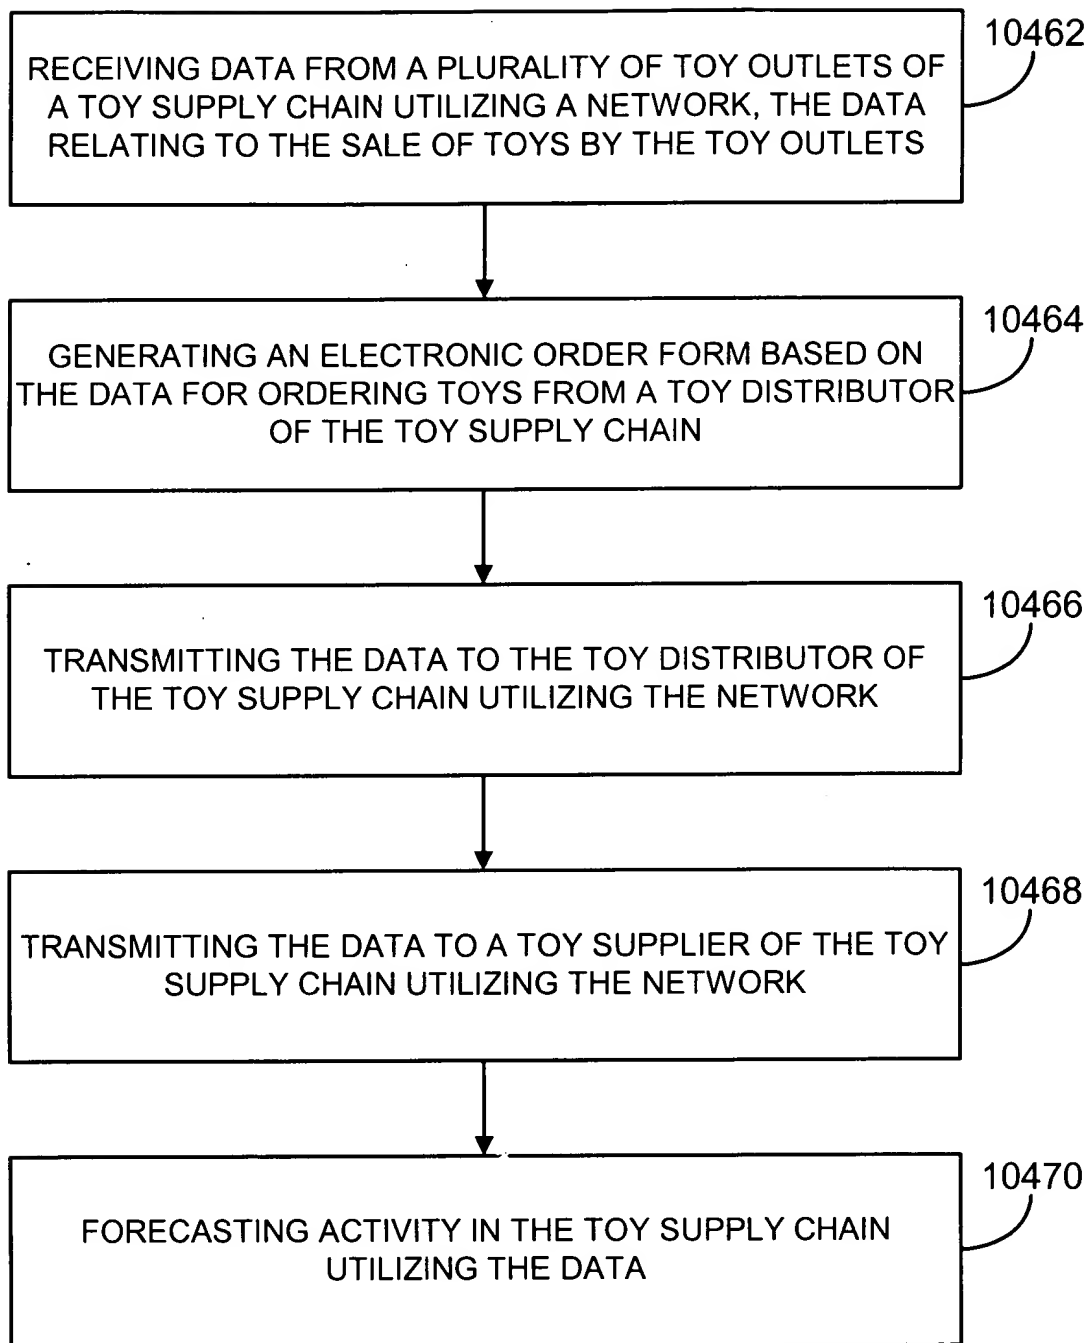 10462
RECEIVING DATA FROM A PLURALITY OF TOY OUTLETS OF
A TOY SUPPLY CHAIN UTILIZING A NETWORK, THE DATA
RELATING TO THE SALE OF TOYS BY THE TOY OUTLETS
10464
GENERATING AN ELECTRONIC ORDER FORM BASED ON
THE DATA FOR ORDERING TOYS FROM A TOY DISTRIBUTOR
OF THE TOY SUPPLY CHAIN
10466
TRANSMITTING THE DATA TO THE TOY DISTRIBUTOR OF
THE TOY SUPPLY CHAIN UTILIZING THE NETWORK
10468
TRANSMITTING THE DATA TO A TOY SUPPLIER OF THE TOY
SUPPLY CHAIN UTILIZING THE NETWORK
10470
FORECASTING ACTIVITY IN THE TOY SUPPLY CHAIN
UTILIZING THE DATA